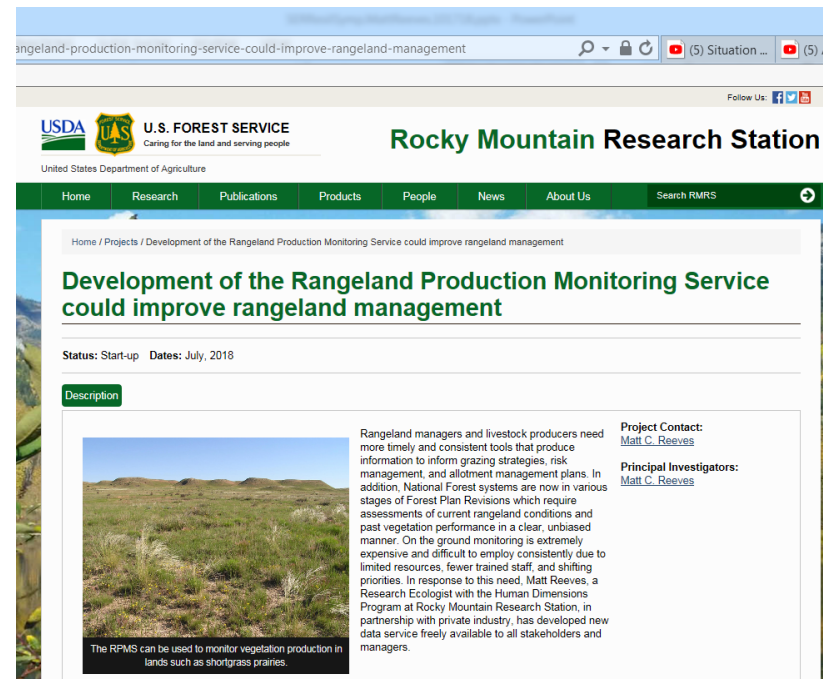 angeland-production-monitoring-service-could-improve-rangeland-management
(5) Situation ...
(5)
Follow Us:
USDA
UAS
U.S. FOREST SERVICE
Caring for the land and serving people
Rocky Mountain Research Station
United States Department of Agriculture
Home Research Publications Products People News About Us Search RMRS
Home / Projects / Development of the Rangeland Production Monitoring Service could improve rangeland management
Development of the Rangeland Production Monitoring Service
could improve rangeland management
Status: Start-up Dates: July, 2018
Description
Rangeland managers and livestock producers need
more timely and consistent tools that produce
information to inform grazing strategies, risk
management, and allotment management plans. In
addition, National Forest systems are now in various
stages of Forest Plan Revisions which require
assessments of current rangeland conditions and
past vegetation performance in a clear, unbiased
manner. On the ground monitoring is extremely
expensive and difficult to employ consistently due to
limited resources, fewer trained staff, and shifting
priorities. In response to this need, Matt Reeves, a
Research Ecologist with the Human Dimensions
Program at Rocky Mountain Research Station, in
partnership with private industry, has developed new
data service freely available to all stakeholders and
managers.
The RPMS can be used to monitor vegetation production in
lands such as shortgrass prairies.
Project Contact:
Matt C. Reeves
Principal Investigators:
Matt C. Reeves